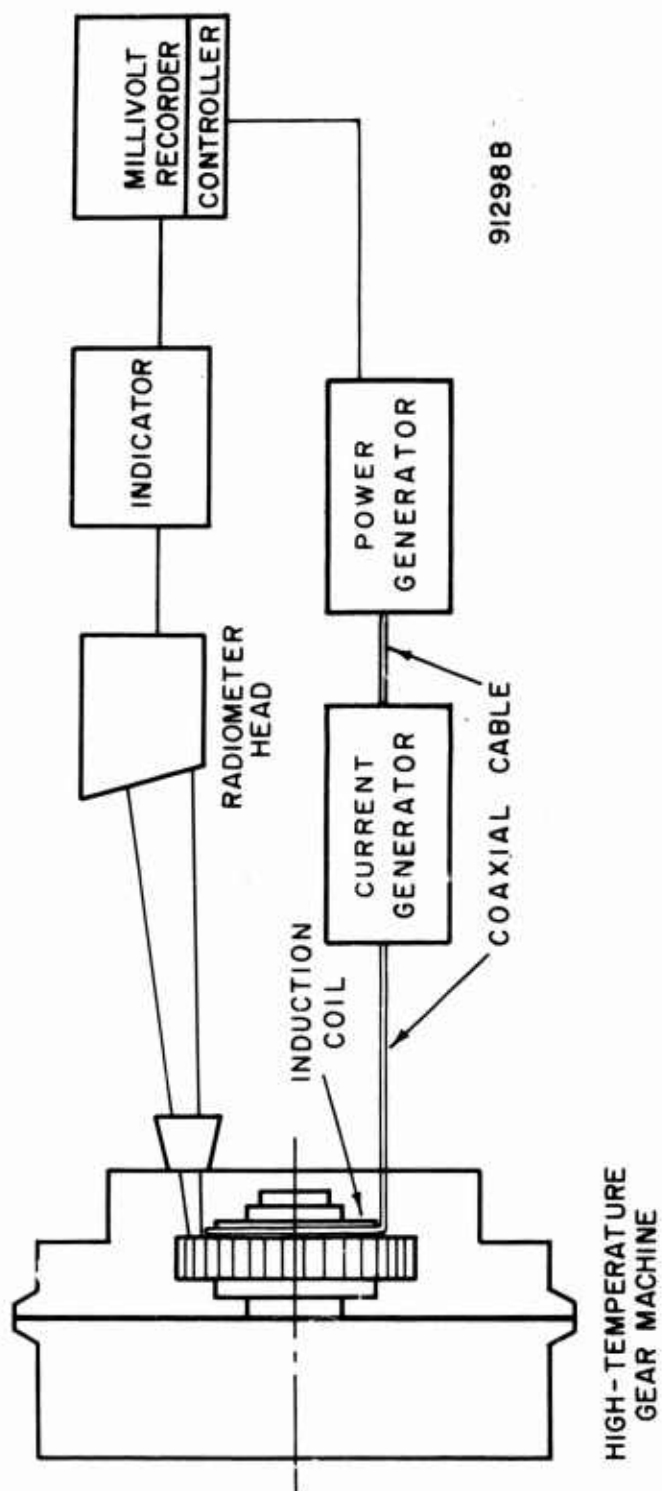 MILLIVOLT
RECORDER
CONTROLLER
INDICATOR
RADIOMETER
HEAD
POWER
GENERATOR
CURRENT
GENERATOR
COAXIAL CABLE
INDUCTION
COIL
HIGH-TEMPERATURE
GEAR MACHINE
91298B